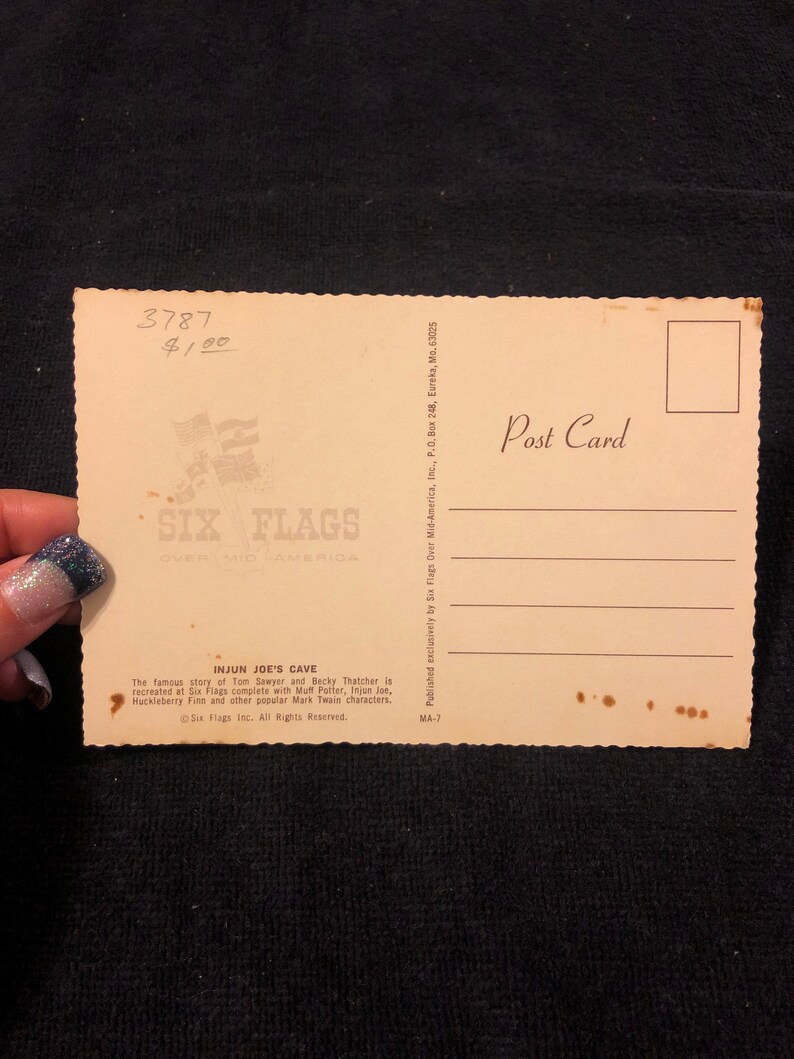 3787
$1.00
SIX FLAGS
OVER MID-AMERICA
INJUN JOE'S CAVE
The famous story of Tom Sawyer and Becky Thatcher is
recreated at Six Flags complete with Muff Potter, Injun Joe,
Huckleberry Finn and other popular Mark Twain characters.
© Six Flags Inc. All Rights Reserved.
Published exclusively by Six Flags Over Mid-America, Inc., P.O. Box 248, Eureka, Mo. 63025
MA-7
Post Card